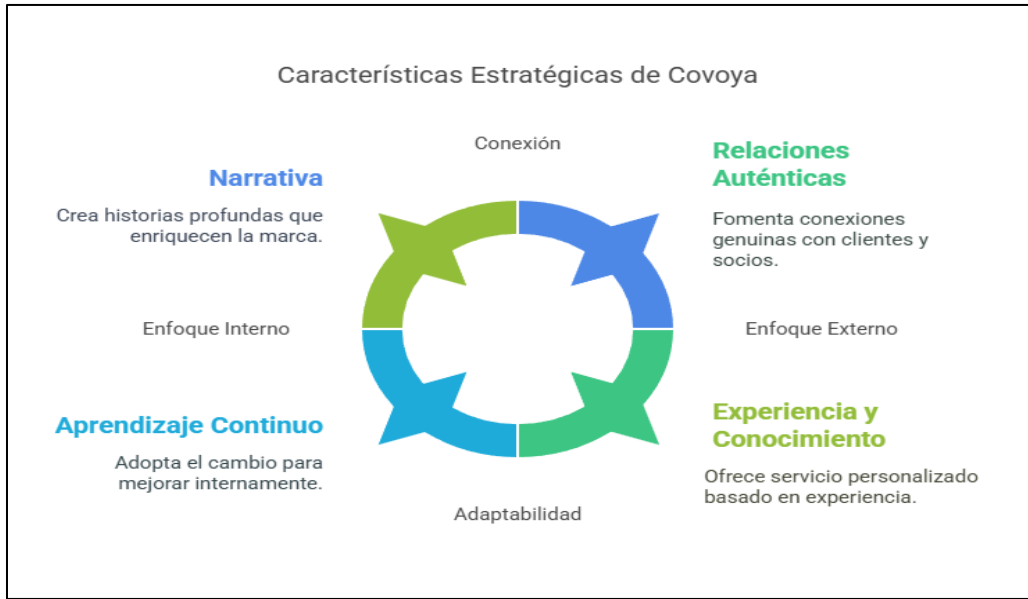 Características Estratégicas de Covoya
Conexión
Narrativa
Crea historias profundas que
enriquecen la marca.
Relaciones
Auténticas
Fomenta conexiones
genuinas con clientes y
socios.
Enfoque Interno
Enfoque Externo
Aprendizaje Continuo
Adopta el cambio para
mejorar internamente.
Experiencia y
Conocimiento
Ofrece servicio personalizado
basado en experiencia.
Adaptabilidad